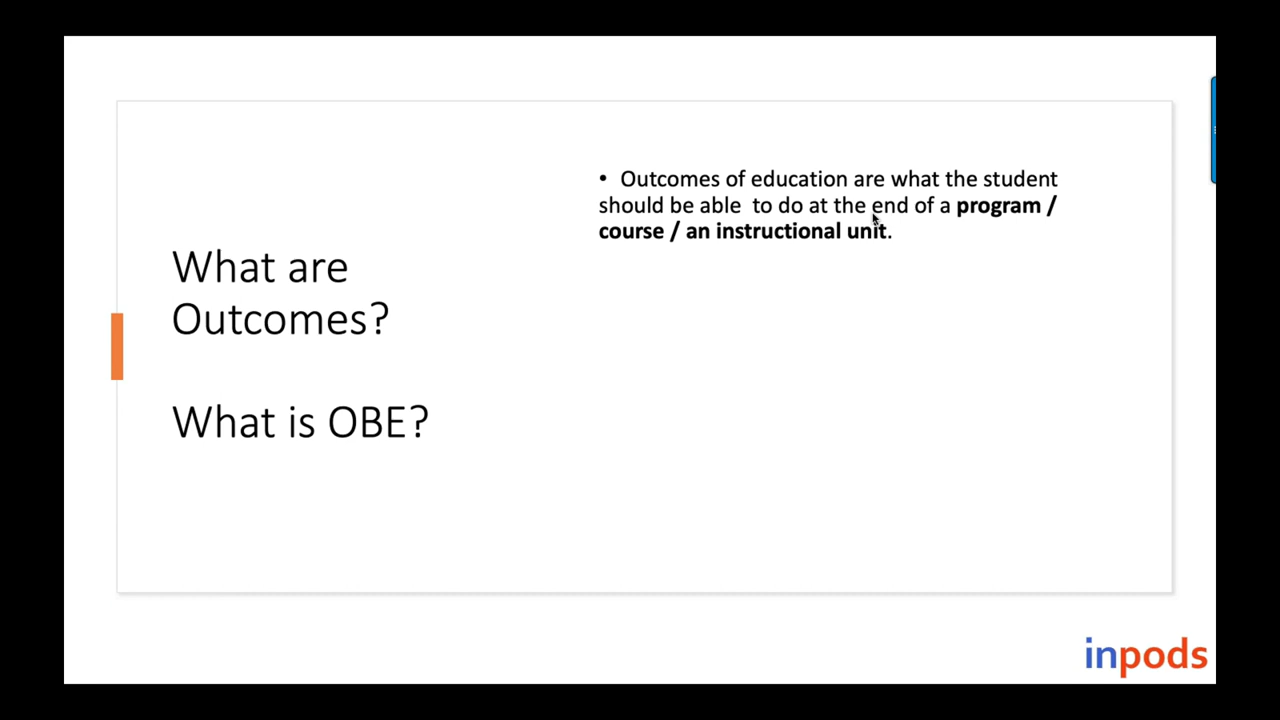 What are
Outcomes?
What is OBE?
• Outcomes of education are what the student
should be able to do at the end of a program /
course / an instructional unit.
inpods